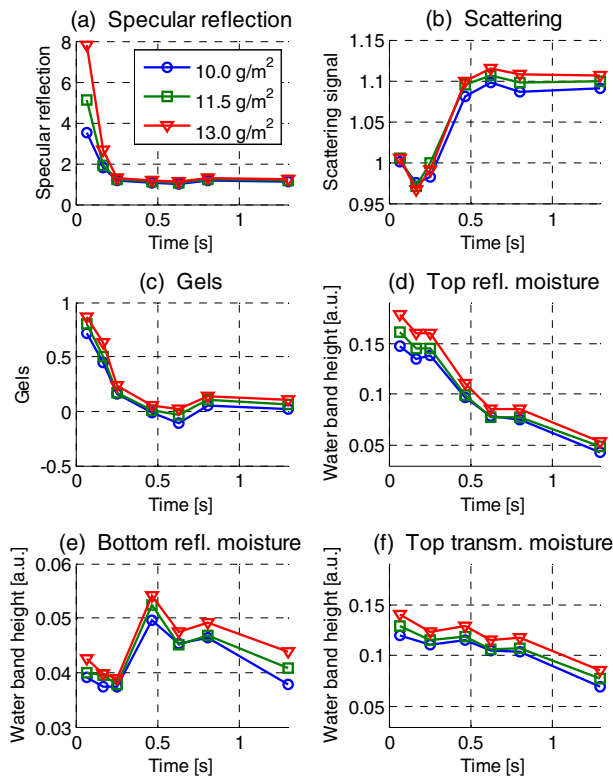 (a) Specular reflection
8
6
4
2
0
Specular reflection
0 0.5 1
Time [s]
10.0 g/m²
11.5 g/m²
13.0 g/m²
(b) Scattering
1.15
1.1
1.05
1
0.95
Scattering signal
0 0.5 1
Time [s]
(c) Gels
1
0.5
0
-0.5
Gels
0 0.5 1
Time [s]
(d) Top refl. moisture
0.15
0.1
0.05
Water band height [a.u.]
0 0.5 1
Time [s]
(e) Bottom refl. moisture
0.06
0.05
0.04
0.03
Water band height [a.u.]
0 0.5 1
Time [s]
(f) Top transm. moisture
0.15
0.1
0.05
Water band height [a.u.]
0 0.5 1
Time [s]